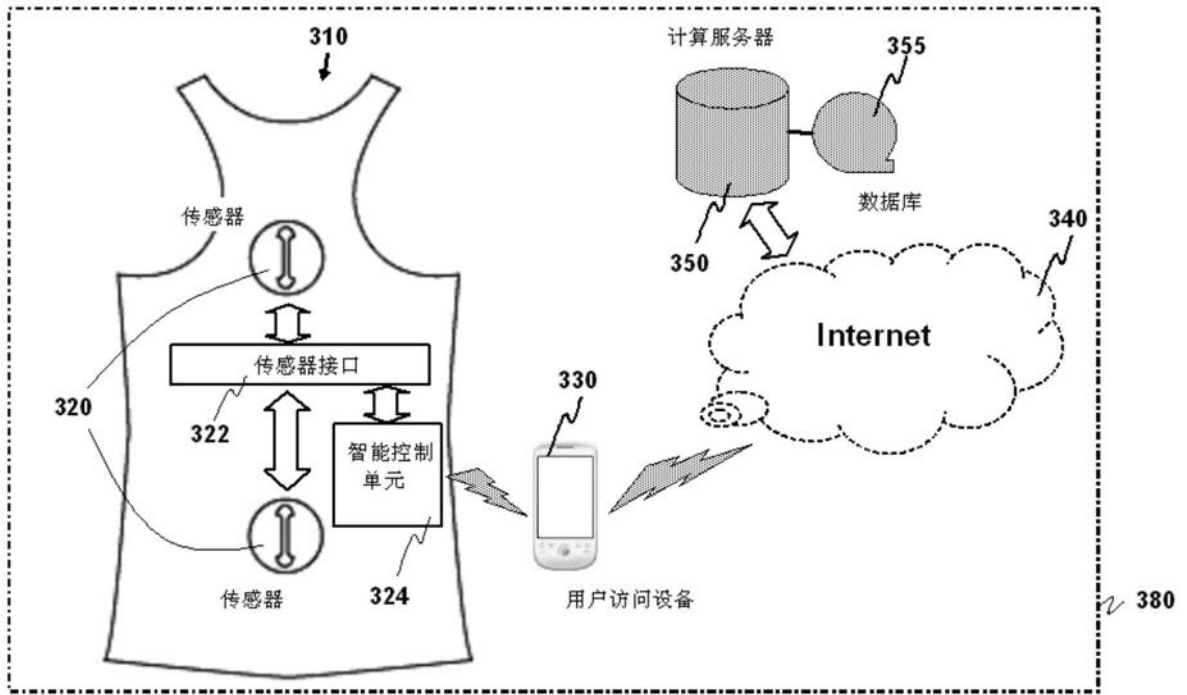 310
计算服务器
355
传感器
数据库
350
340
Internet
传感器接口
320
322
330
智能控制
单元
传感器
324
用户访问设备
380